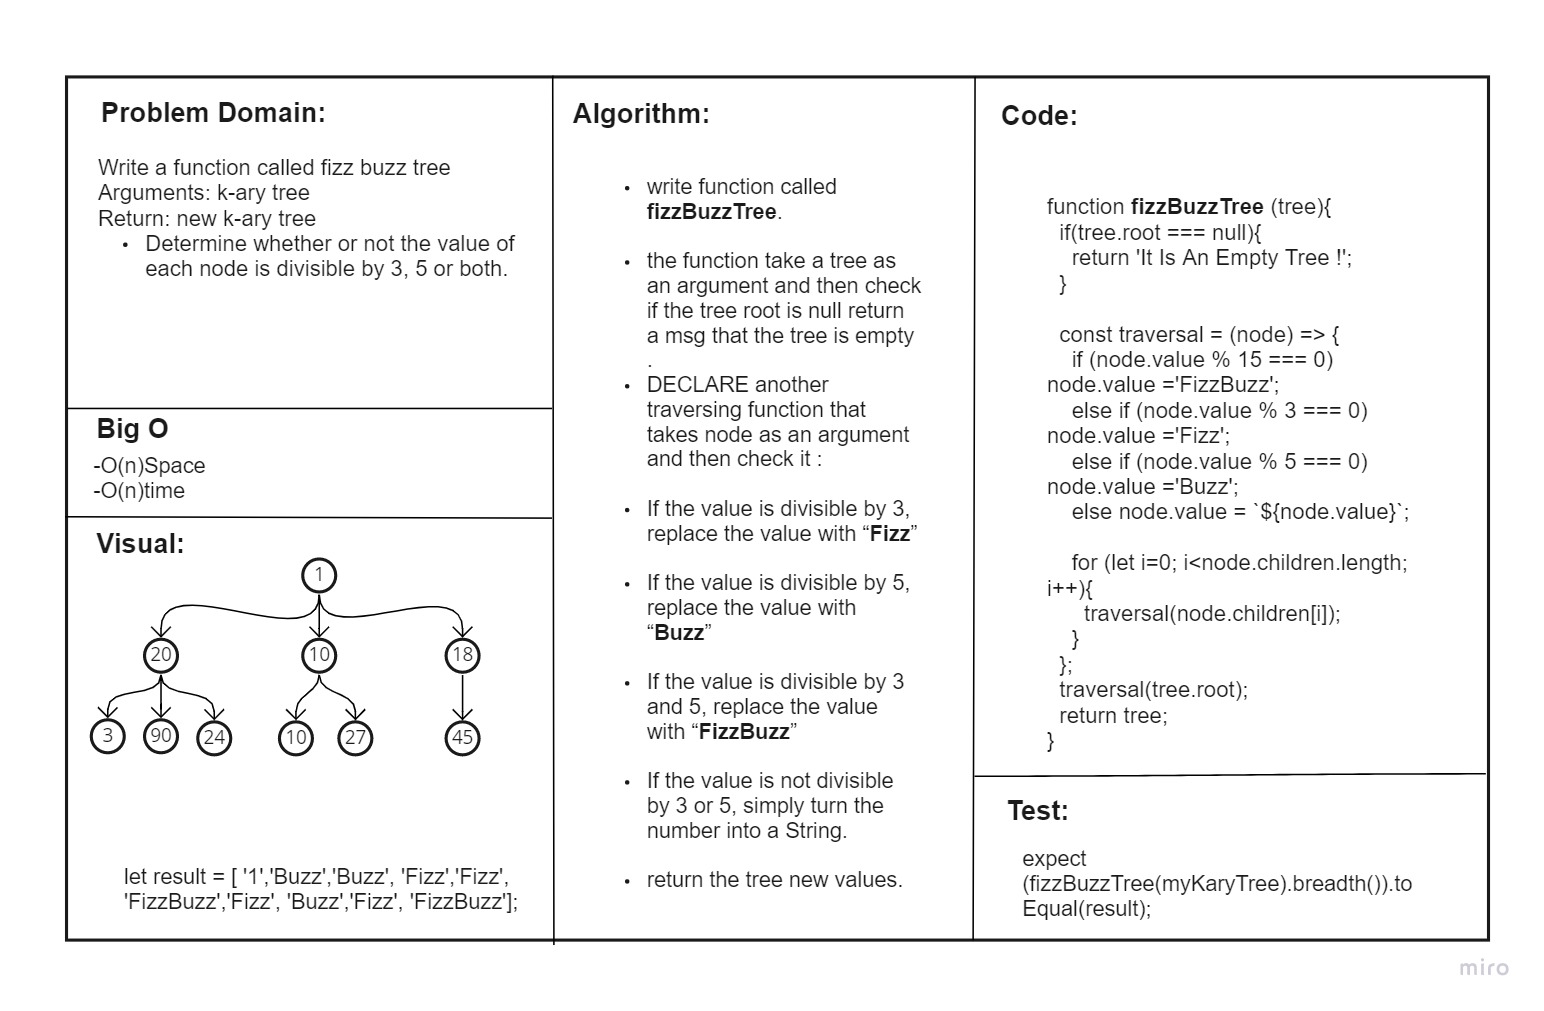 Problem Domain:
Write a function called fizz buzz tree
Arguments: k-ary tree
Return: new k-ary tree
• Determine whether or not the value of
each node is divisible by 3, 5 or both.
Big O
-O(n)Space
-O(n)time
Visual:
1
20 10 18
3 90 24 10 27 45
let result = [ '1','Buzz','Buzz', 'Fizz','Fizz',
'FizzBuzz','Fizz', 'Buzz','Fizz', 'FizzBuzz'];
Algorithm:
• write function called
fizzBuzzTree.
• the function take a tree as
an argument and then check
if the tree root is null return
a msg that the tree is empty
.
• DECLARE another
traversing function that
takes node as an argument
and then check it :
• If the value is divisible by 3,
replace the value with “Fizz”
• If the value is divisible by 5,
replace the value with
“Buzz”
• If the value is divisible by 3
and 5, replace the value
with “FizzBuzz”
• If the value is not divisible
by 3 or 5, simply turn the
number into a String.
• return the tree new values.
Code:
function fizzBuzzTree (tree){
if(tree.root === null){
return 'It Is An Empty Tree !';
}
const traversal = (node) => {
if (node.value % 15 === 0)
node.value ='FizzBuzz';
else if (node.value % 3 === 0)
node.value ='Fizz';
else if (node.value % 5 === 0)
node.value ='Buzz';
else node.value = `${node.value}`;
for (let i=0; i<node.children.length;
i++){
traversal(node.children[i]);
}
};
traversal(tree.root);
return tree;
}
Test:
expect
(fizzBuzzTree(myKaryTree).breadth()).to
Equal(result);
miro